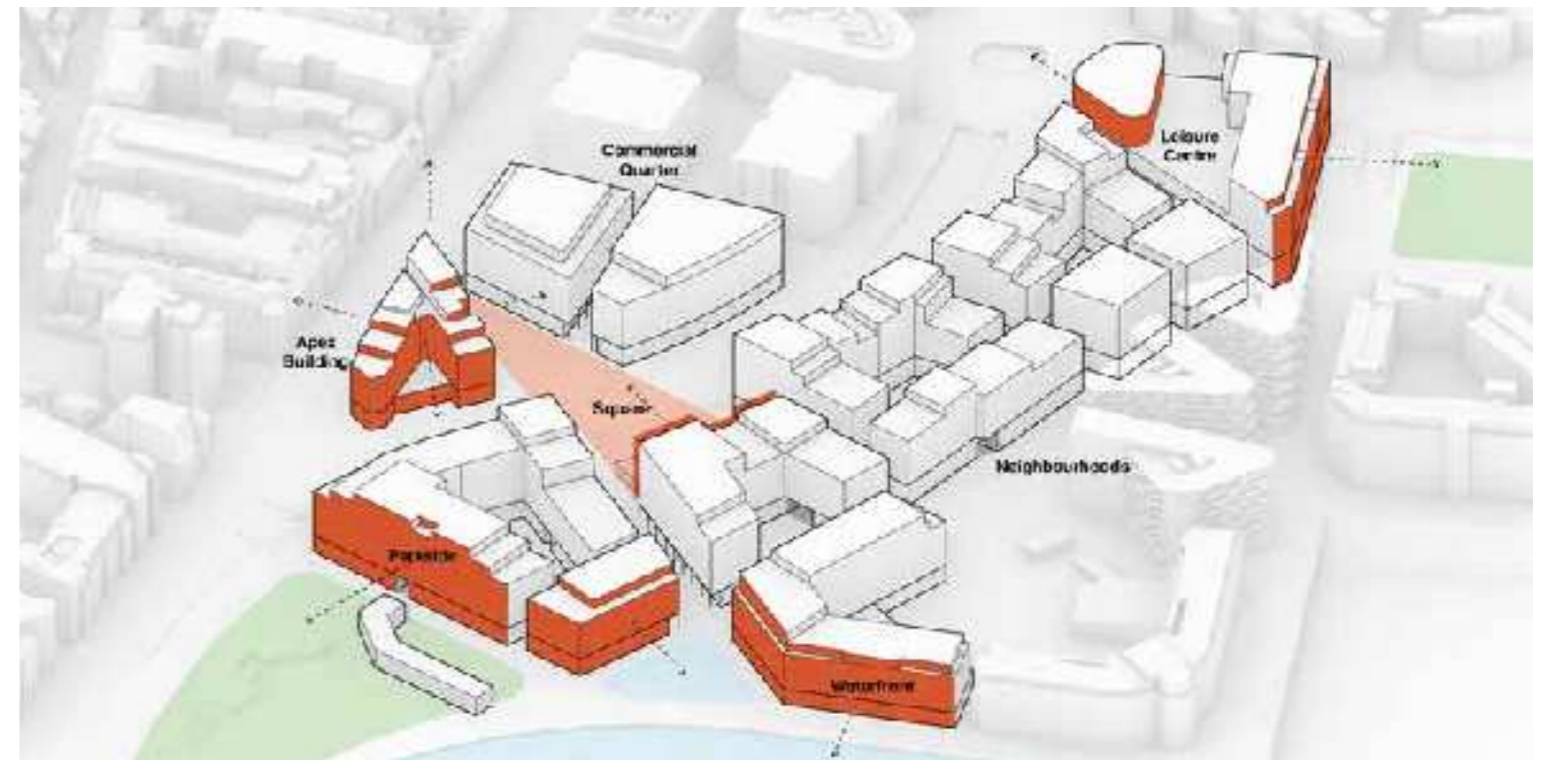 Commercial
Quarter
Leisure
Centre
Apex
Building
Square
Neighbourhoods
Parkside
Waterfront